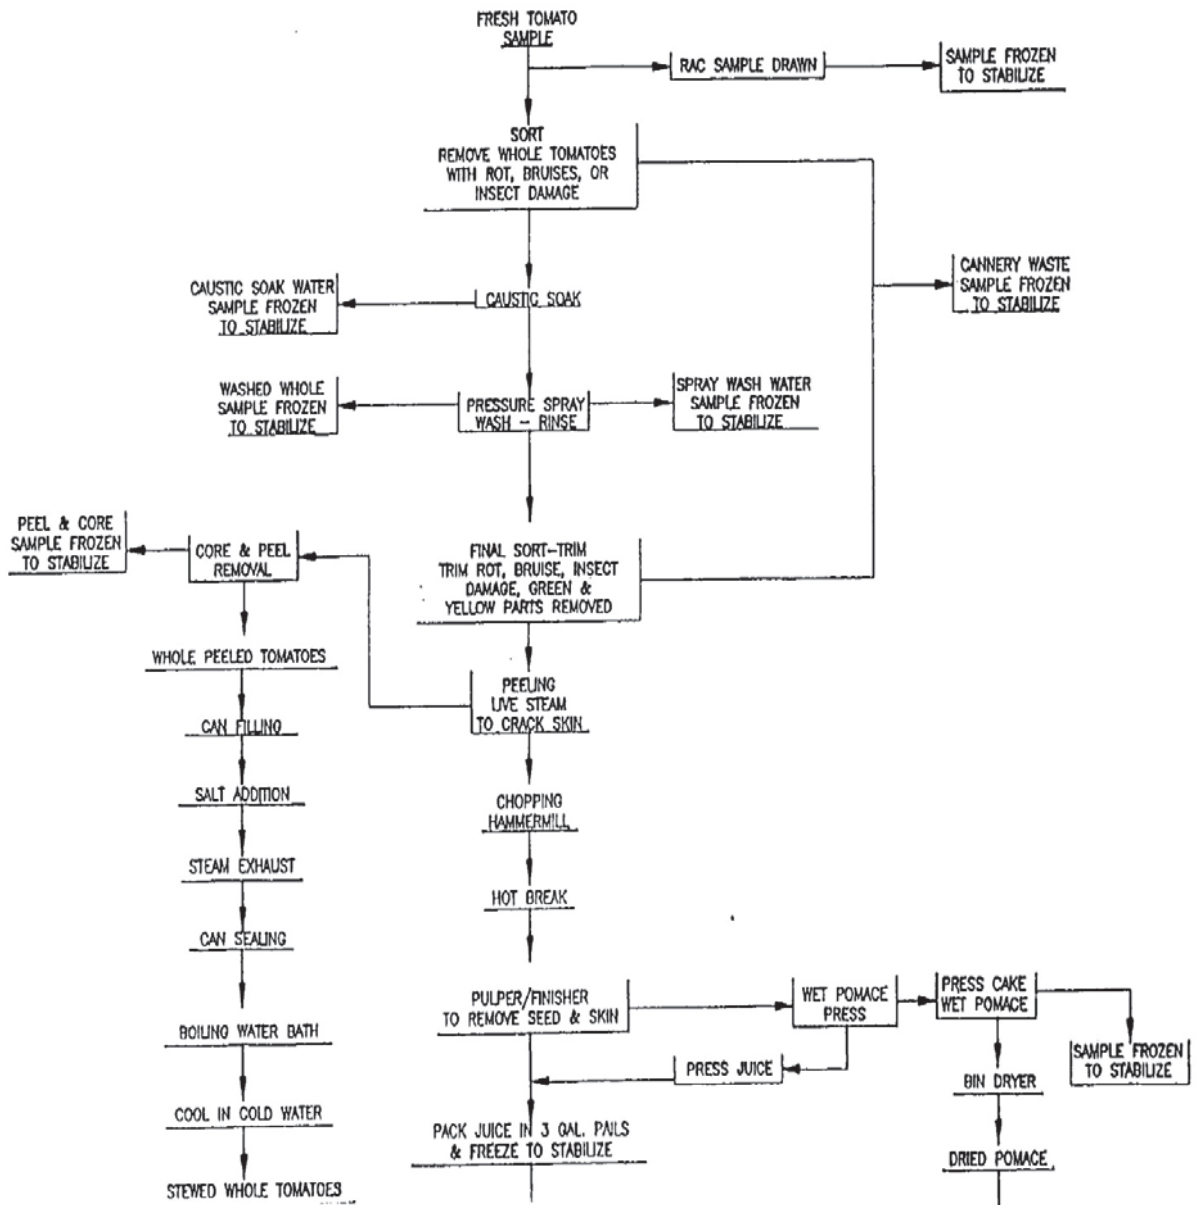 FRESH TOMATO
SAMPLE
RAC SAMPLE DRAWN
SAMPLE FROZEN
TO STABILIZE
SORT
REMOVE WHOLE TOMATOES
WITH ROT, BRUISES, OR
INSECT DAMAGE
CANNERY WASTE
SAMPLE FROZEN
TO STABILIZE
CAUSTIC SOAK WATER
SAMPLE FROZEN
TO STABILIZE
CAUSTIC SOAK
WASHED WHOLE
SAMPLE FROZEN
TO STABILIZE
PRESSURE SPRAY
WASH - RINSE
SPRAY WASH WATER
SAMPLE FROZEN
TO STABILIZE
PEEL & CORE
SAMPLE FROZEN
TO STABILIZE
CORE & PEEL
REMOVAL
FINAL SORT-TRIM
TRIM ROT, BRUISE, INSECT
DAMAGE, GREEN &
YELLOW PARTS REMOVED
WHOLE PEELED TOMATOES
PEELING
LIVE STEAM
TO CRACK SKIN
CAN FILLING
SALT ADDITION
CHOPPING
HAMMERMILL
STEAM EXHAUST
HOT BREAK
CAN SEALING
PULPER/FINISHER
TO REMOVE SEED & SKIN
WET POMACE
PRESS
PRESS CAKE
WET POMACE
BOILING WATER BATH
SAMPLE FROZEN
TO STABILIZE
PRESS JUICE
BIN DRYER
COOL IN COLD WATER
PACK JUICE IN 3 GAL. PAILS
& FREEZE TO STABILIZE
DRIED POMACE
STEWED WHOLE TOMATOES